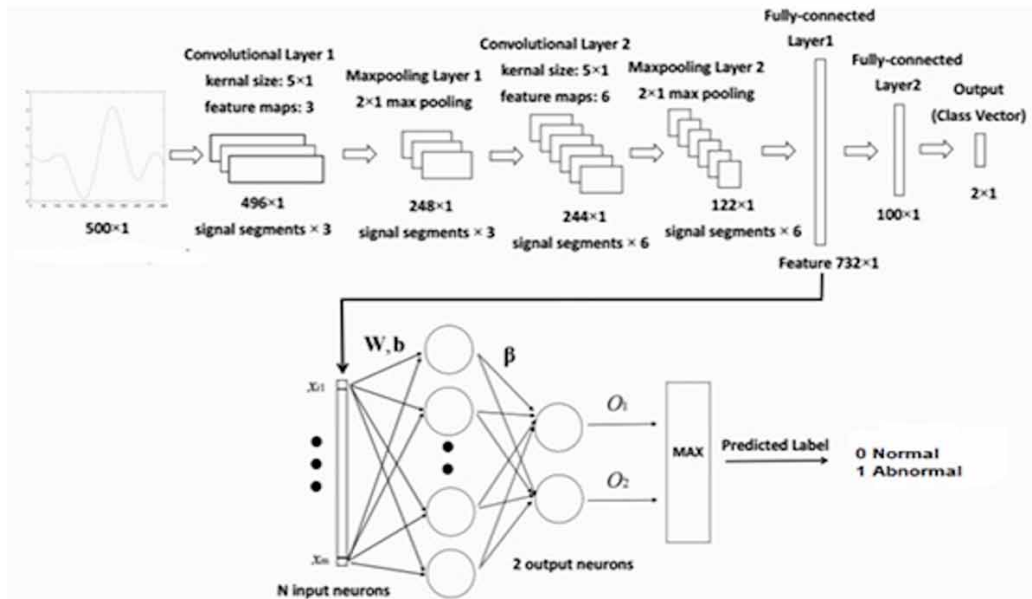 Fully-connected
Layer1
Convolutional Layer 1
kernal size: 5×1
feature maps: 3
Maxpooling Layer 1
2×1 max pooling
Convolutional Layer 2
kernal size: 5×1
feature maps: 6
Maxpooling Layer 2
2×1 max pooling
Fully-connected
Layer2
Output
(Class Vector)
500×1
496×1
signal segments × 3
248×1
signal segments × 3
244×1
signal segments × 6
122×1
signal segments × 6
100×1
2×1
Feature 732×1
W, b
β
O₁
O₂
MAX
Predicted Label
0 Normal
1 Abnormal
2 output neurons
N input neurons